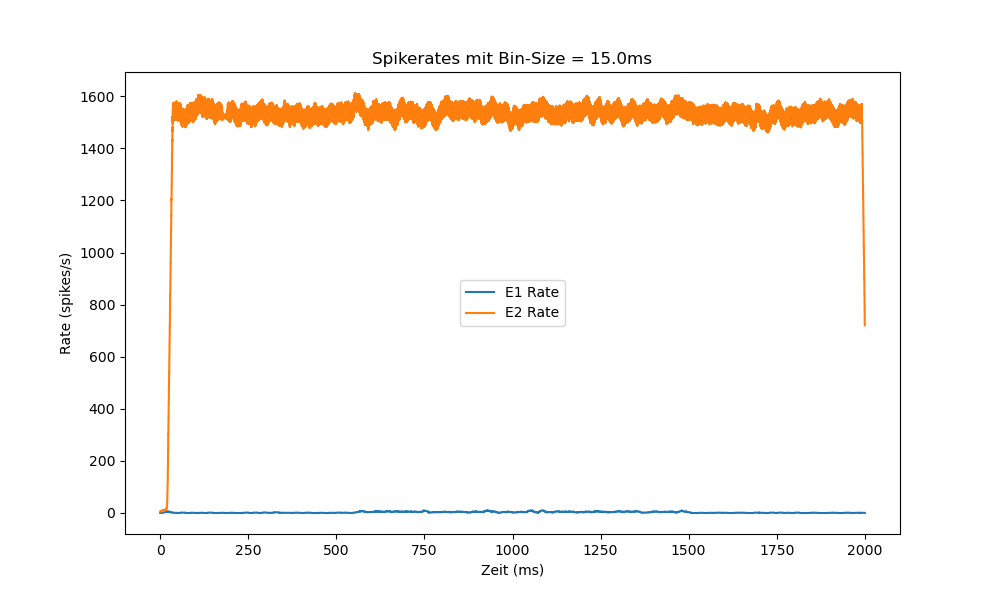 Spikerates mit Bin-Size = 15.0ms
Rate (spikes/s)
1600
1400
1200
1000
800
600
400
200
0
E1 Rate
E2 Rate
0 250 500 750 1000 1250 1500 1750 2000
Zeit (ms)